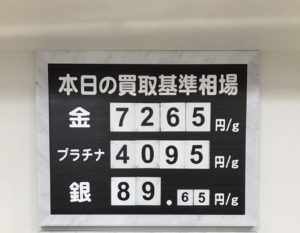 本日の買取基準相場
金 7265 円/g
プラチナ 4095 円/g
銀 89.65 円/g